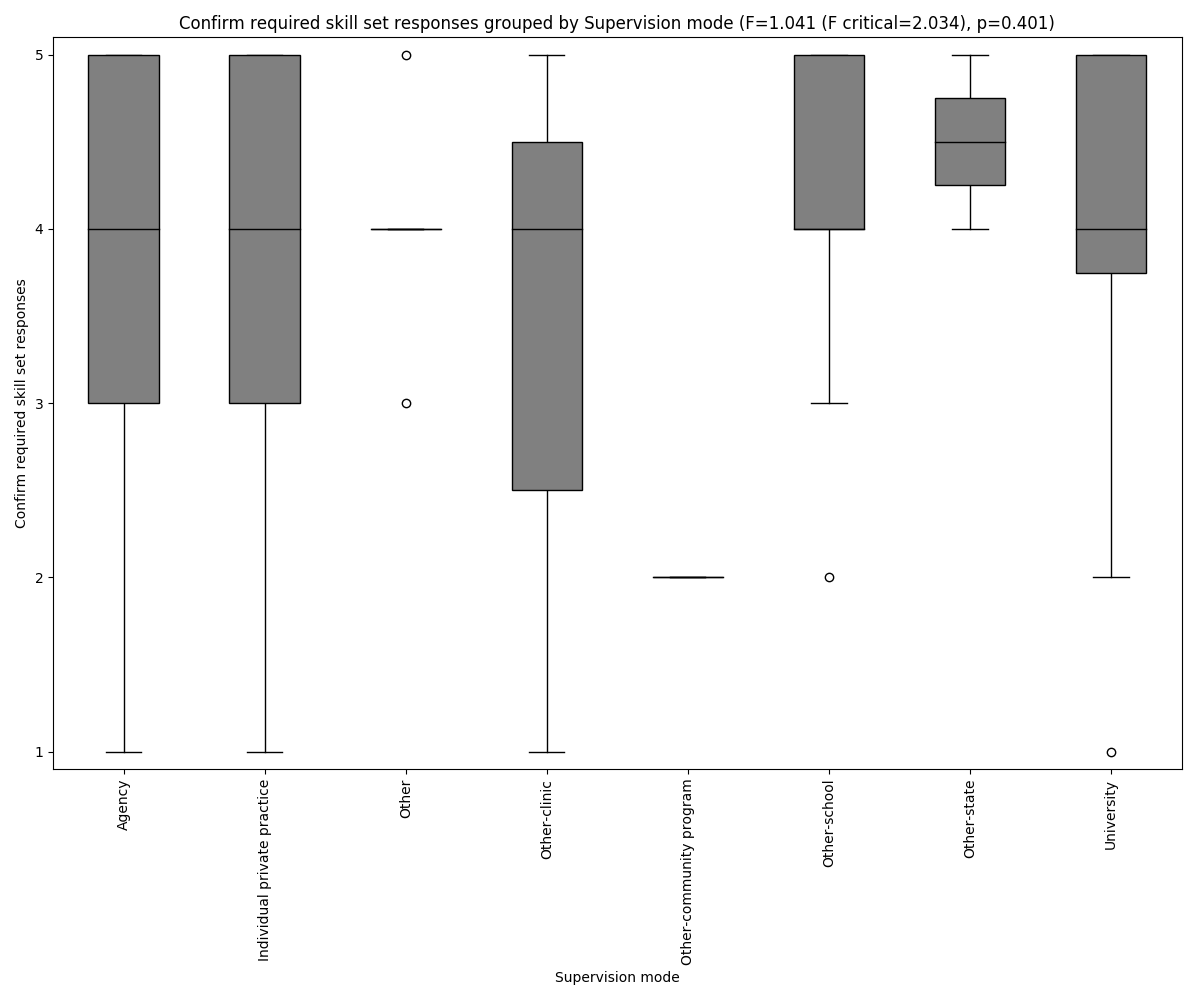 Confirm required skill set responses grouped by Supervision mode (F=1.041 (F critical=2.034), p=0.401)
Confirm required skill set responses
5
4
3
2
1
Agency
Individual private practice
Other
Other-clinic
Other-community program
Other-school
Other-state
University
Supervision mode